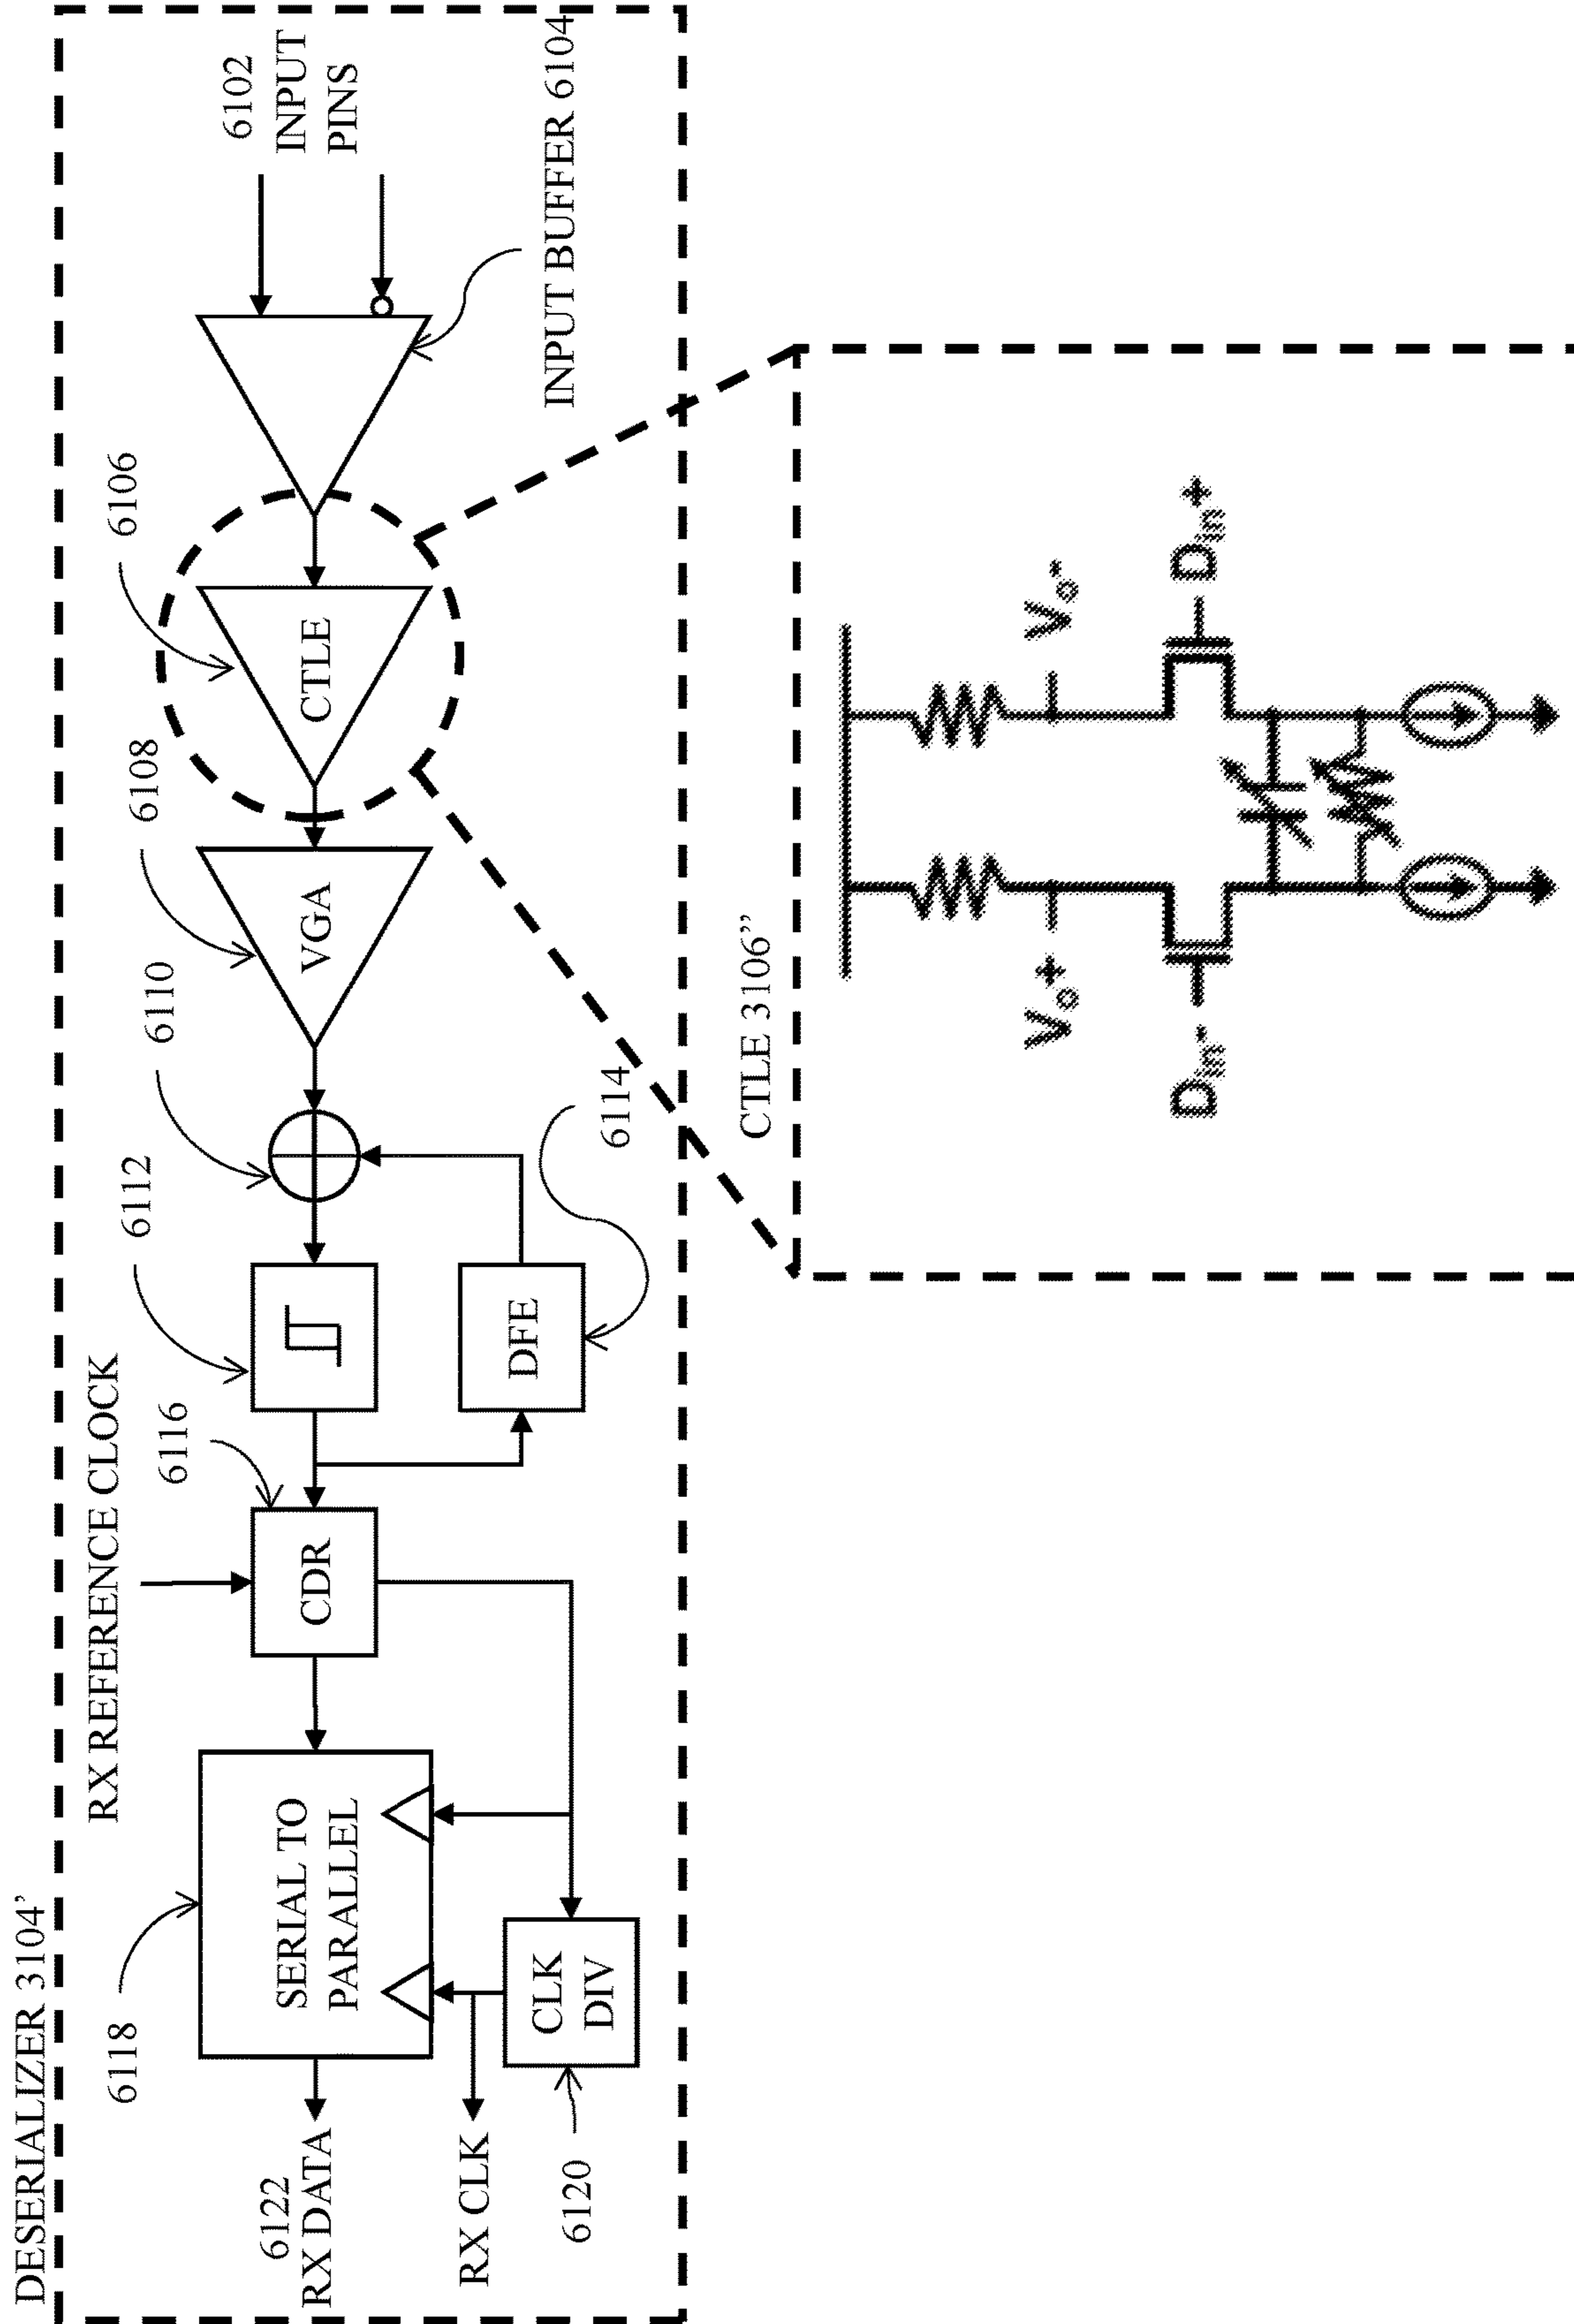 DESERIALIZER 3104’
RX REFERENCE CLOCK
6118
SERIAL TO
PARALLEL
6122
RX DATA
RX CLK
6120
CLK
DIV
6116
CDR
6112
DFE
6114
6110
6108
VGA
6106
CTLE
6102
INPUT
PINS
INPUT BUFFER 6104
CTLE 3106’’
Vo+
Vo-
Din-
Din+